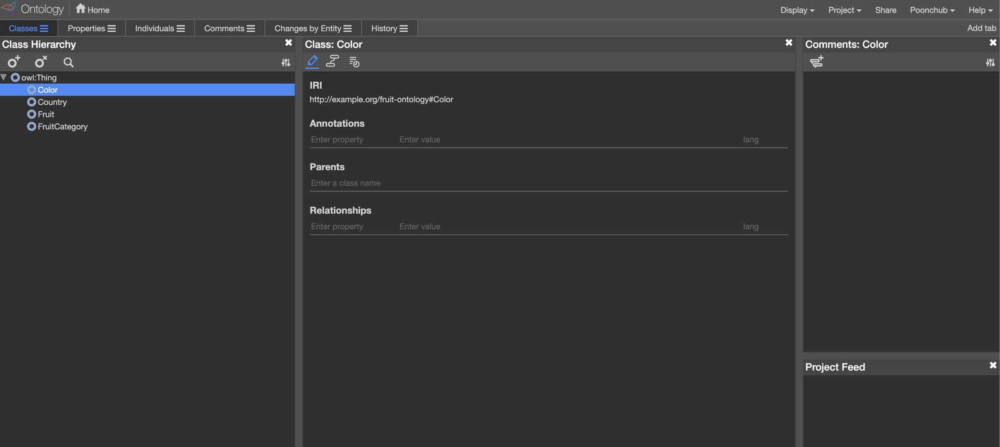 Ontology Home Display Project Share Poonchub Help
Classes Properties Individuals Comments Changes by Entity History Add tab
Class Hierarchy
owl:Thing
Color
Country
Fruit
FruitCategory
Class: Color
IRI
http://example.org/fruit-ontology#Color
Annotations
Enter property Enter value lang
Parents
Enter a class name
Relationships
Enter property Enter value lang
Comments: Color
Project Feed